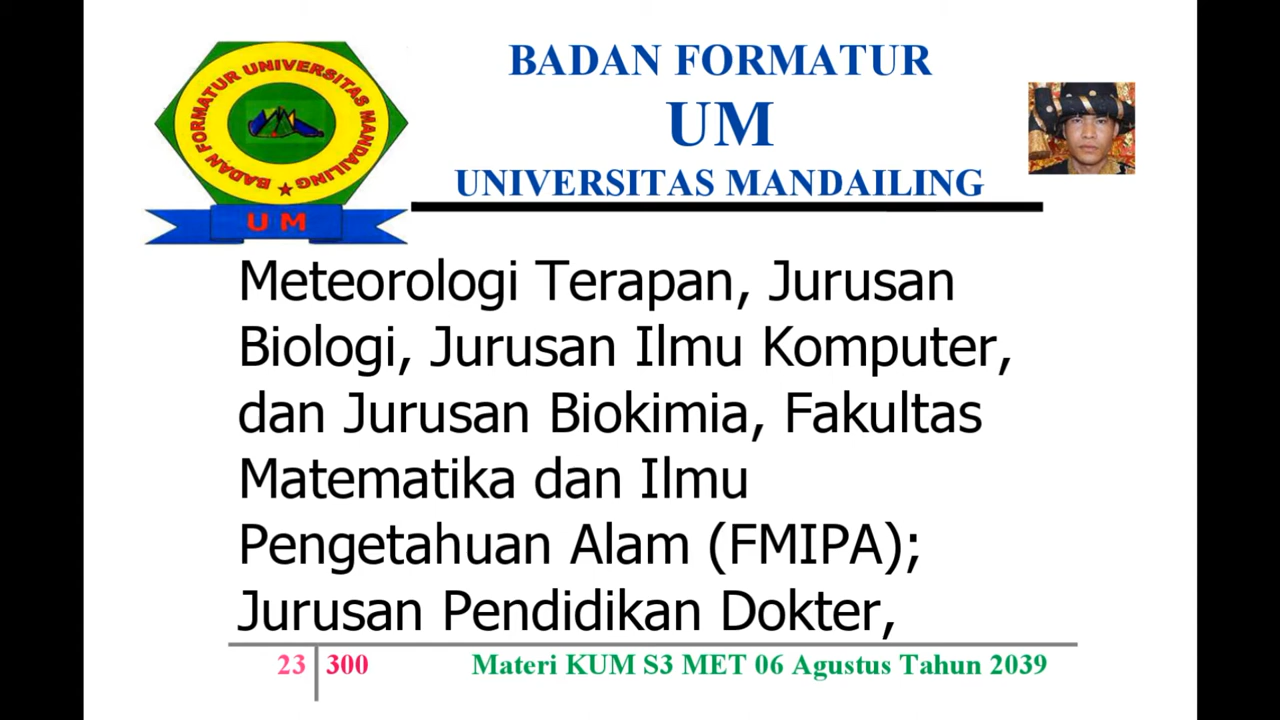 BADAN FORMATUR UNIVERSITAS MANDAILING
U M
BADAN FORMATUR
UM
UNIVERSITAS MANDAILING
Meteorologi Terapan, Jurusan
Biologi, Jurusan Ilmu Komputer,
dan Jurusan Biokimia, Fakultas
Matematika dan Ilmu
Pengetahuan Alam (FMIPA);
Jurusan Pendidikan Dokter,
23 300 Materi KUM S3 MET 06 Agustus Tahun 2039